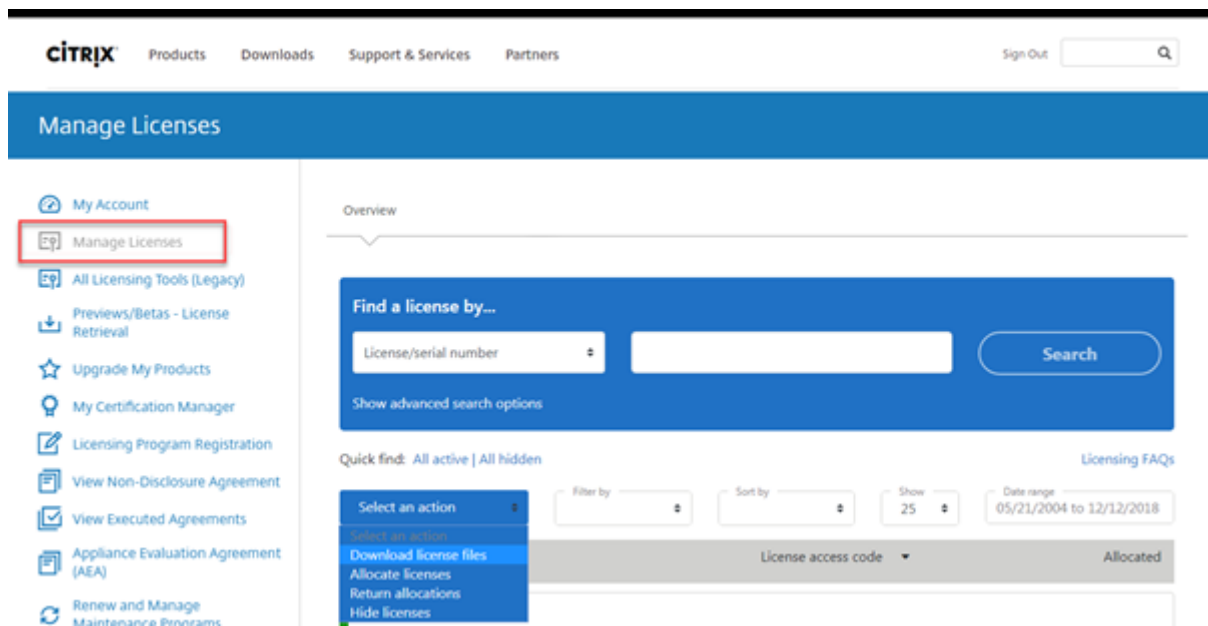 CİTRIX
Products
Downloads
Support & Services
Partners
Sign Out
Manage Licenses
My Account
Manage Licenses
All Licensing Tools (Legacy)
Previews/Betas - License
Retrieval
Upgrade My Products
My Certification Manager
Licensing Program Registration
View Non-Disclosure Agreement
View Executed Agreements
Appliance Evaluation Agreement
(AEA)
Renew and Manage
Maintenance Programs
Overview
Find a license by...
License/serial number
Search
Show advanced search options
Quick find: All active | All hidden
Licensing FAQs
Select an action
Filter by
Sort by
Show
25
Date range
05/21/2004 to 12/12/2018
Select an action
Download license files
Allocate licenses
Return allocations
Hide licenses
License access code
Allocated